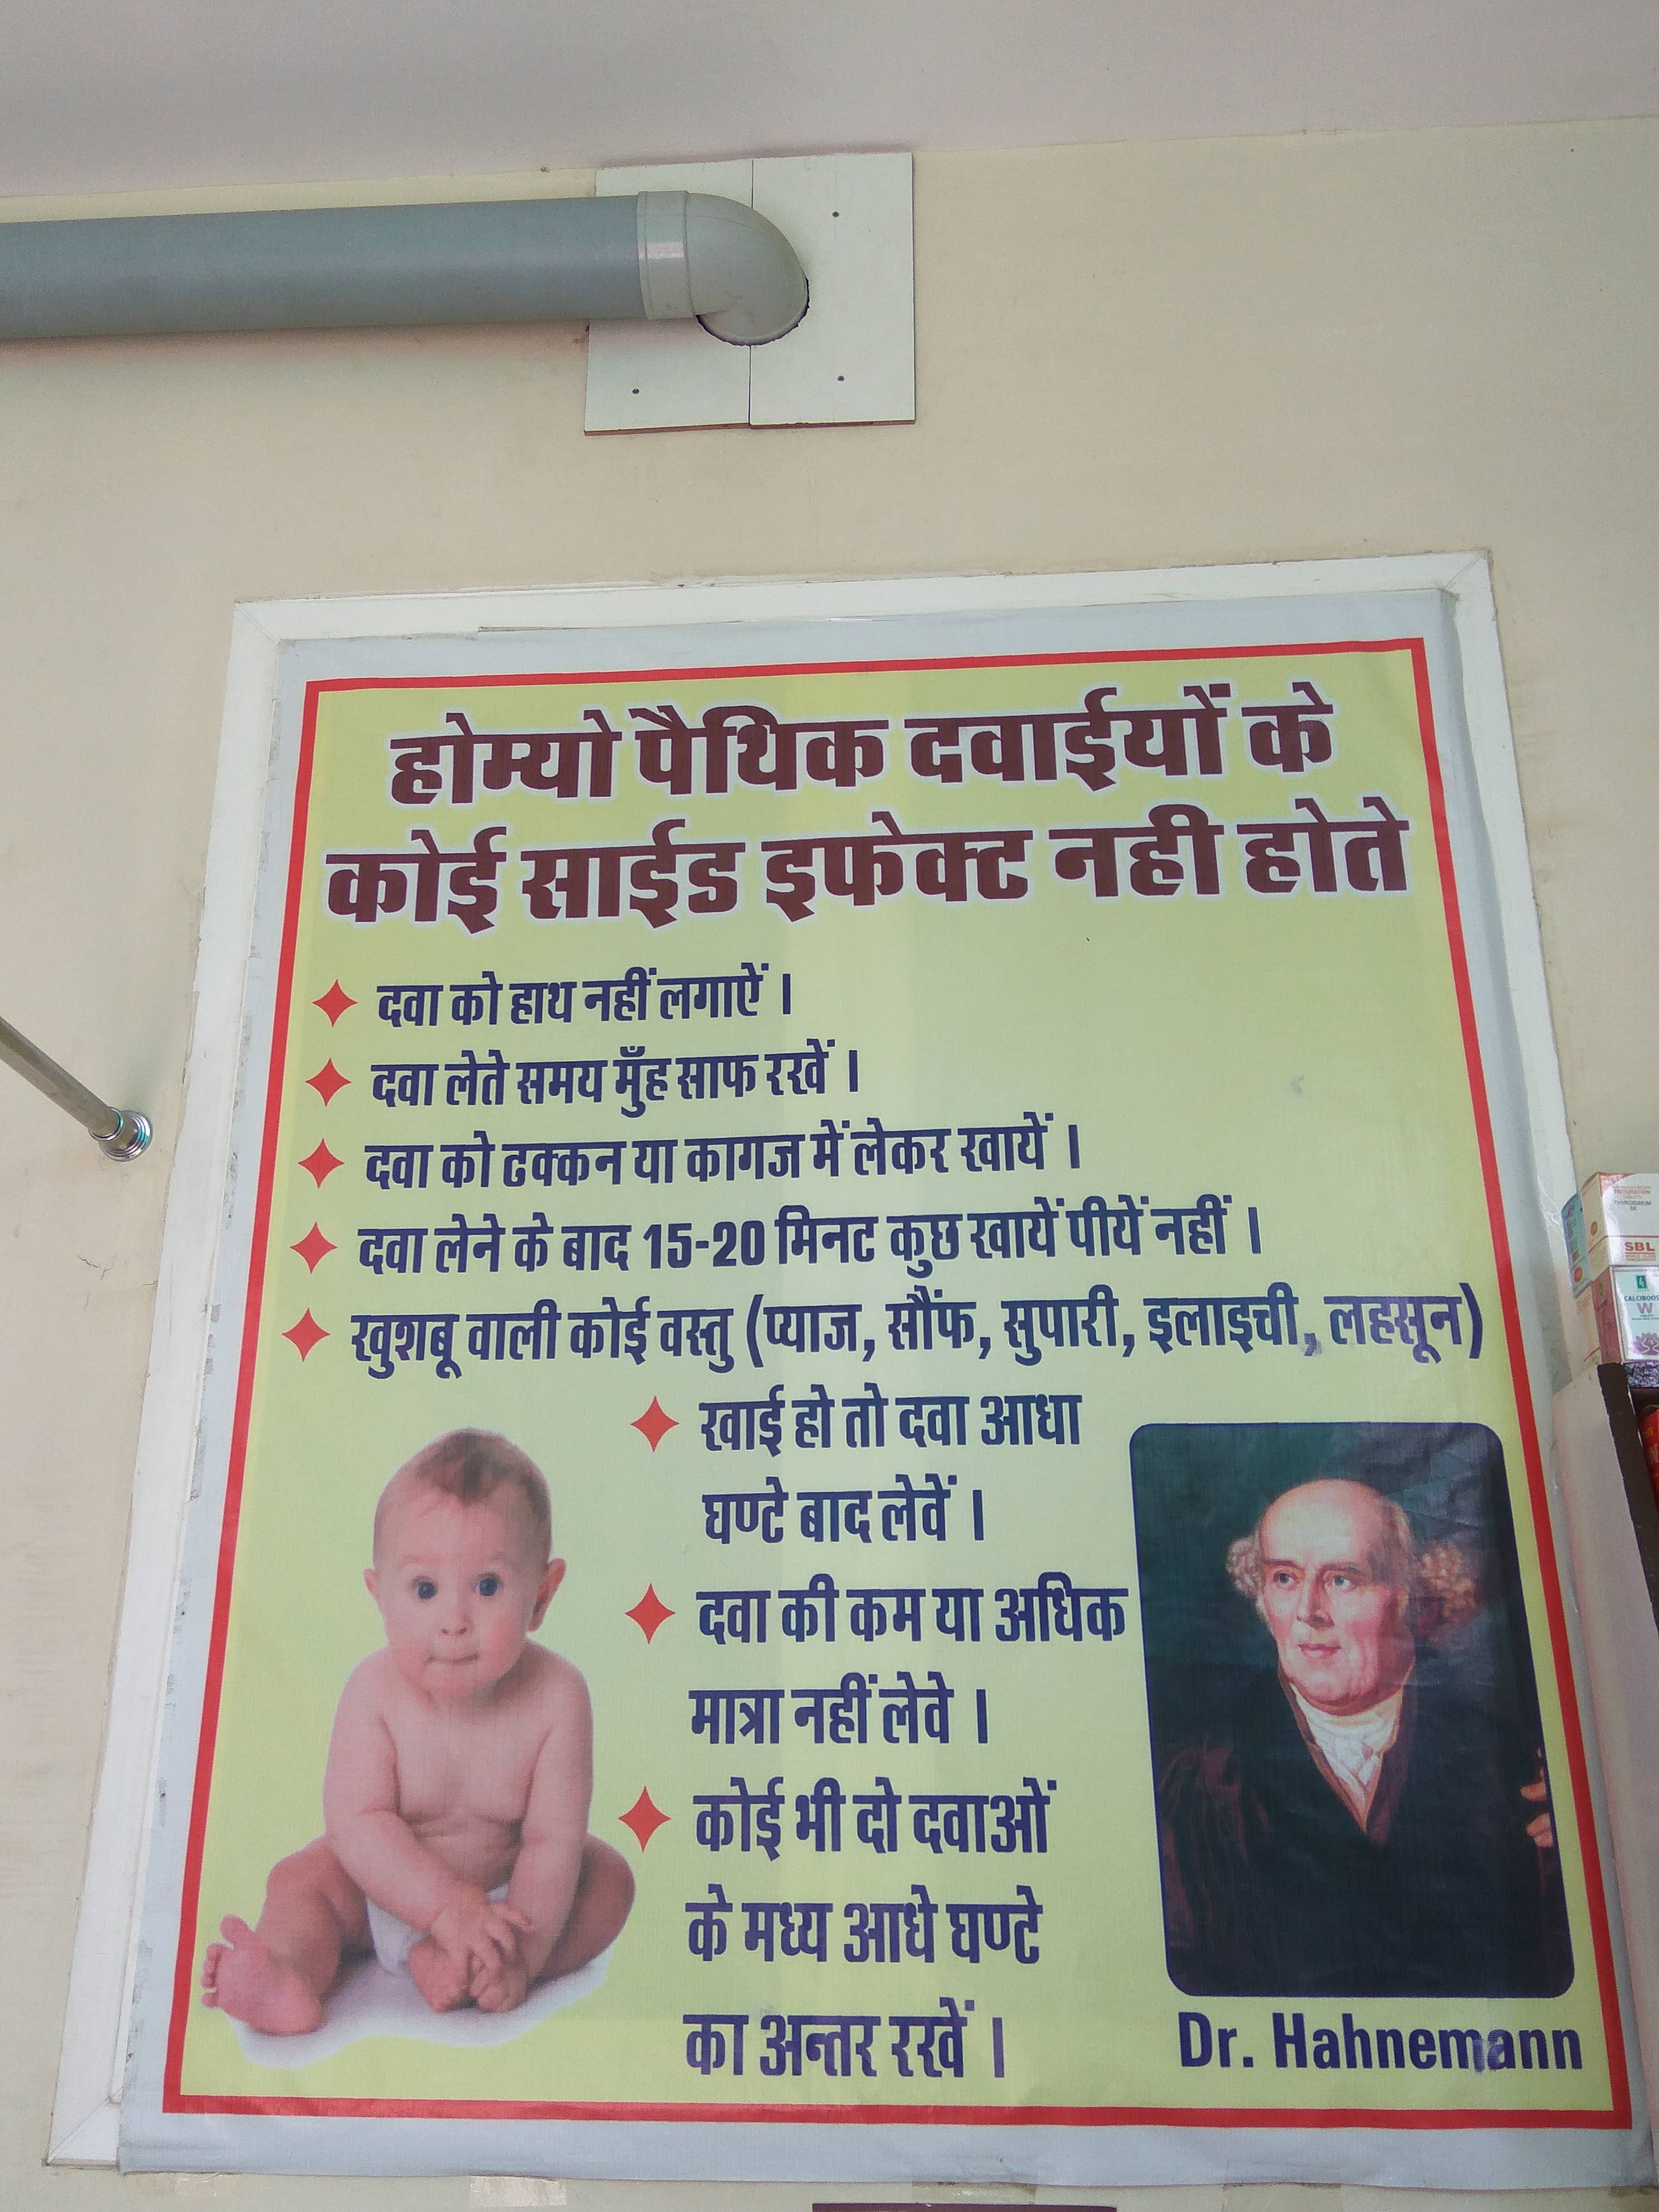 होम्यो पैथिक दवाईयों के
कोई साईड इफेक्ट नही होते
दवा को हाथ नहीं लगाऐं ।
दवा लेते समय मुँह साफ रखें ।
दवा को ढक्कन या कागज में लेकर खायें ।
दवा लेने के बाद 15-20 मिनट कुछ खायें पीयें नहीं ।
खुशबू वाली कोई वस्तु (प्याज, सौंफ, सुपारी, इलाइची, लहसून)
खाई हो तो दवा आधा
घण्टे बाद लेवें ।
दवा की कम या अधिक
मात्रा नहीं लेवे ।
कोई भी दो दवाओं
के मध्य आधे घण्टे
का अन्तर रखें ।
Dr. Hahnemann
SBL
CALCIBOOS
W